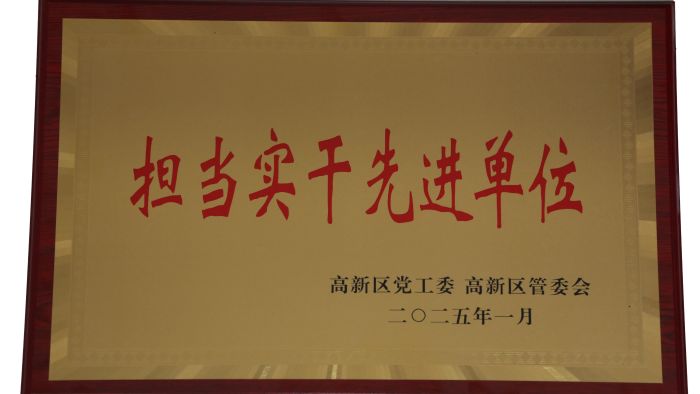 担当实干先进单位
高新区党工委 高新区管委会
二〇二五年一月